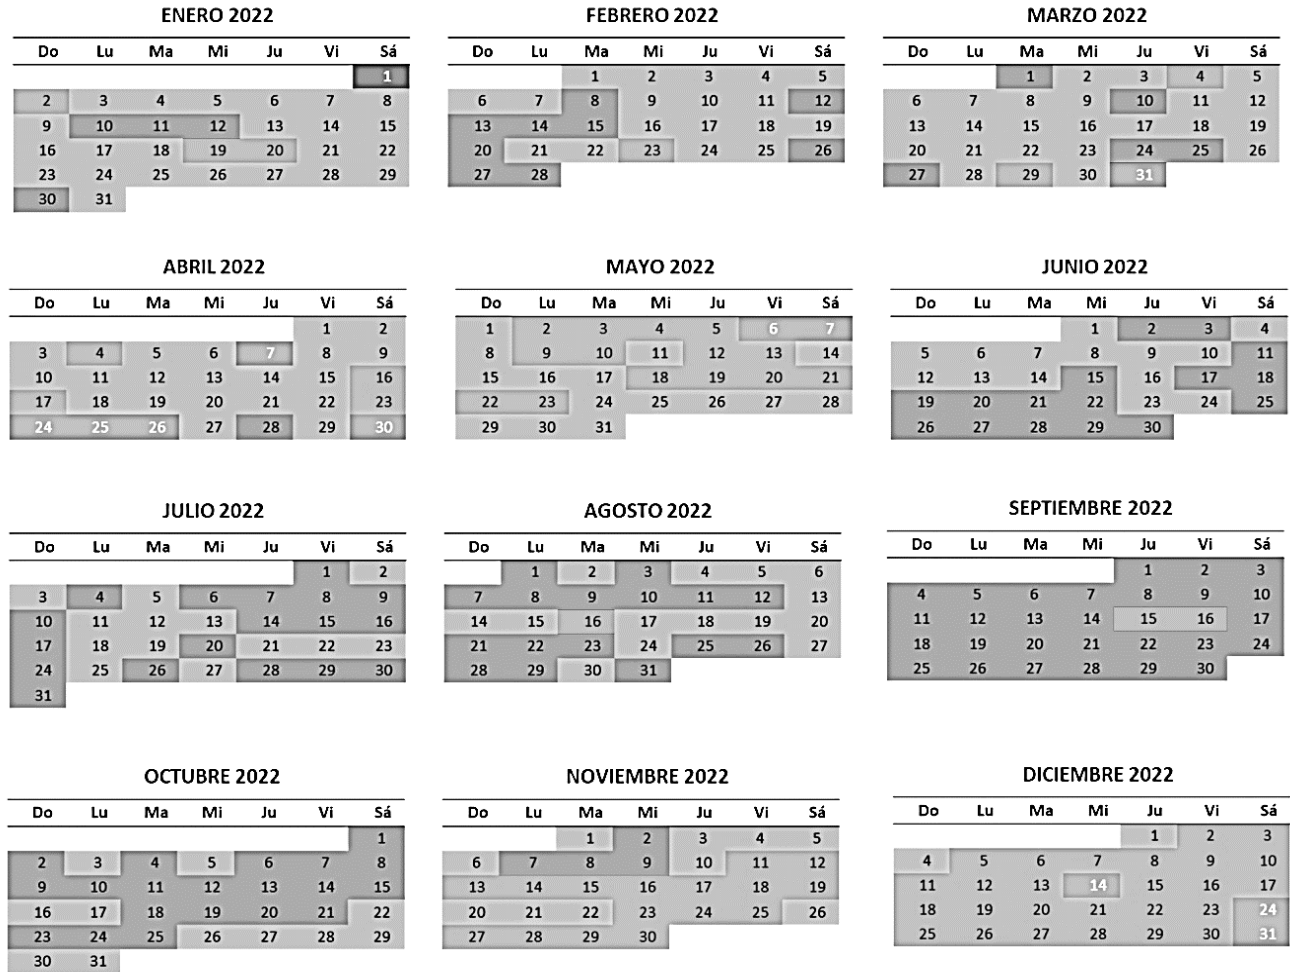 ENERO 2022
Do Lu Ma Mi Ju Vi Sá
1
2 3 4 5 6 7 8
9 10 11 12 13 14 15
16 17 18 19 20 21 22
23 24 25 26 27 28 29
30 31
FEBRERO 2022
Do Lu Ma Mi Ju Vi Sá
1 2 3 4 5
6 7 8 9 10 11 12
13 14 15 16 17 18 19
20 21 22 23 24 25 26
27 28
MARZO 2022
Do Lu Ma Mi Ju Vi Sá
1 2 3 4 5
6 7 8 9 10 11 12
13 14 15 16 17 18 19
20 21 22 23 24 25 26
27 28 29 30 31
ABRIL 2022
Do Lu Ma Mi Ju Vi Sá
1 2
3 4 5 6 7 8 9
10 11 12 13 14 15 16
17 18 19 20 21 22 23
24 25 26 27 28 29 30
MAYO 2022
Do Lu Ma Mi Ju Vi Sá
1 2 3 4 5 6 7
8 9 10 11 12 13 14
15 16 17 18 19 20 21
22 23 24 25 26 27 28
29 30 31
JUNIO 2022
Do Lu Ma Mi Ju Vi Sá
1 2 3 4
5 6 7 8 9 10 11
12 13 14 15 16 17 18
19 20 21 22 23 24 25
26 27 28 29 30
JULIO 2022
Do Lu Ma Mi Ju Vi Sá
1 2
3 4 5 6 7 8 9
10 11 12 13 14 15 16
17 18 19 20 21 22 23
24 25 26 27 28 29 30
31
AGOSTO 2022
Do Lu Ma Mi Ju Vi Sá
1 2 3 4 5 6
7 8 9 10 11 12 13
14 15 16 17 18 19 20
21 22 23 24 25 26 27
28 29 30 31
SEPTIEMBRE 2022
Do Lu Ma Mi Ju Vi Sá
1 2 3
4 5 6 7 8 9 10
11 12 13 14 15 16 17
18 19 20 21 22 23 24
25 26 27 28 29 30
OCTUBRE 2022
Do Lu Ma Mi Ju Vi Sá
1
2 3 4 5 6 7 8
9 10 11 12 13 14 15
16 17 18 19 20 21 22
23 24 25 26 27 28 29
30 31
NOVIEMBRE 2022
Do Lu Ma Mi Ju Vi Sá
1 2 3 4 5
6 7 8 9 10 11 12
13 14 15 16 17 18 19
20 21 22 23 24 25 26
27 28 29 30
DICIEMBRE 2022
Do Lu Ma Mi Ju Vi Sá
1 2 3
4 5 6 7 8 9 10
11 12 13 14 15 16 17
18 19 20 21 22 23 24
25 26 27 28 29 30 31